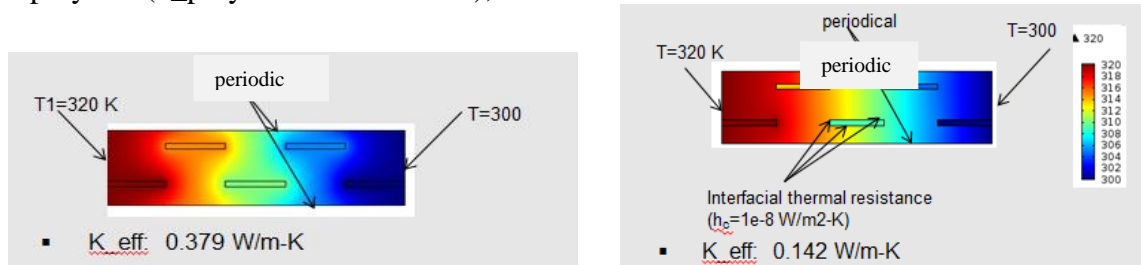 T1=320 K
periodic
T=300
K_eff: 0.379 W/m-K
periodical
T=320 K
periodic
T=300
320
320
318
316
314
312
310
308
306
304
302
300
Interfacial thermal resistance
(hc=1e-8 W/m2-K)
K_eff: 0.142 W/m-K